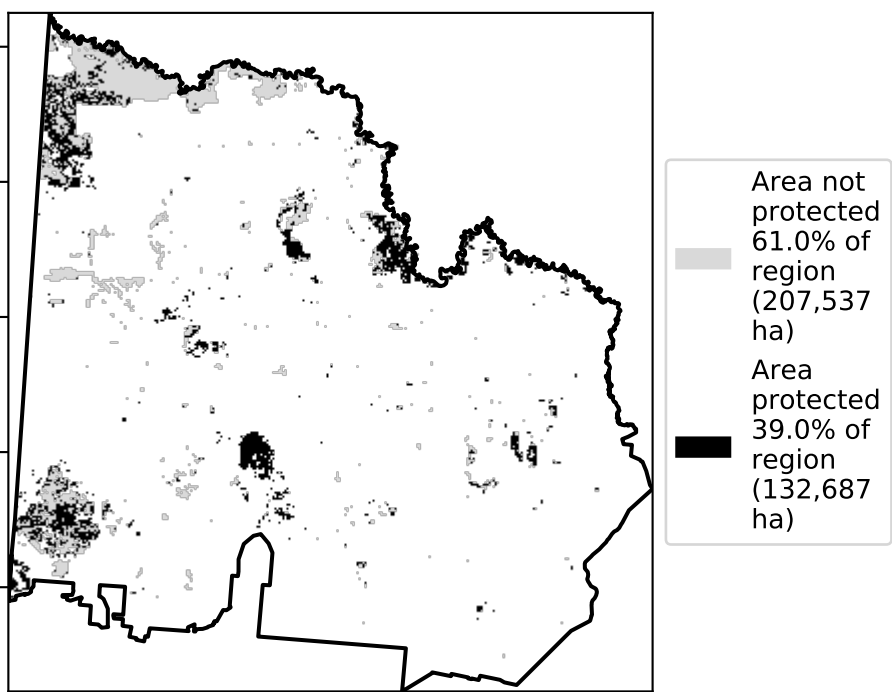 Area not
protected
61.0% of
region
(207,537
ha)
Area
protected
39.0% of
region
(132,687
ha)